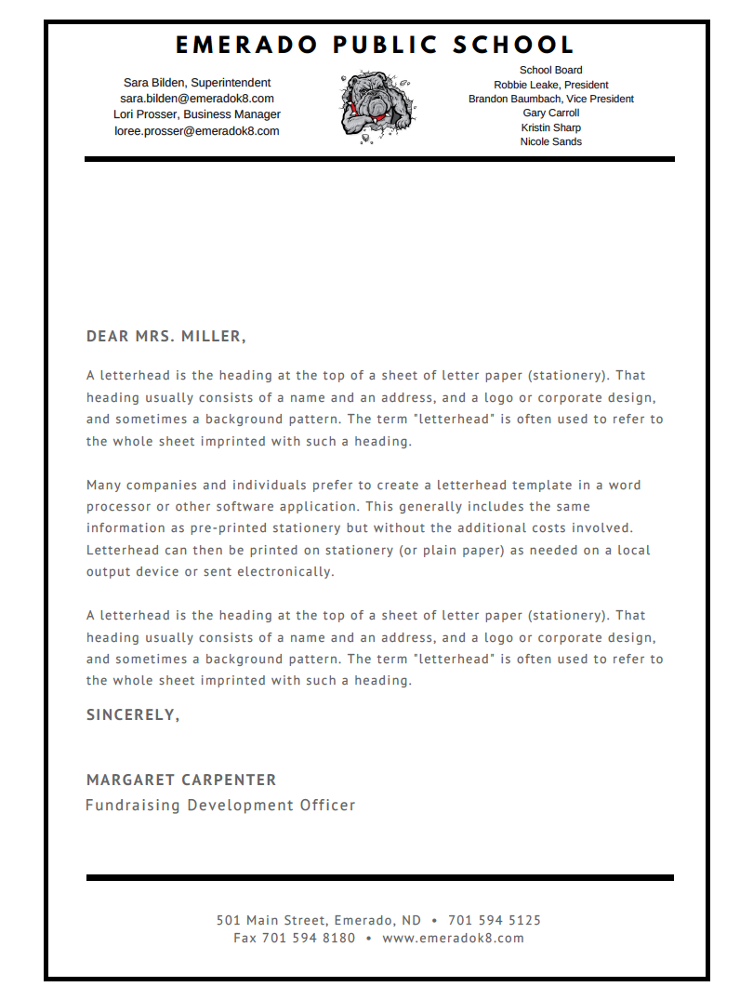 EMERADO PUBLIC SCHOOL
Sara Bilden, Superintendent
sara.bilden@emeradok8.com
Lori Prosser, Business Manager
loree.prosser@emeradok8.com
School Board
Robbie Leake, President
Brandon Baumbach, Vice President
Gary Carroll
Kristin Sharp
Nicole Sands
DEAR MRS. MILLER,
A letterhead is the heading at the top of a sheet of letter paper (stationery). That
heading usually consists of a name and an address, and a logo or corporate design,
and sometimes a background pattern. The term "letterhead" is often used to refer to
the whole sheet imprinted with such a heading.
Many companies and individuals prefer to create a letterhead template in a word
processor or other software application. This generally includes the same
information as pre-printed stationery but without the additional costs involved.
Letterhead can then be printed on stationery (or plain paper) as needed on a local
output device or sent electronically.
A letterhead is the heading at the top of a sheet of letter paper (stationery). That
heading usually consists of a name and an address, and a logo or corporate design,
and sometimes a background pattern. The term "letterhead" is often used to refer to
the whole sheet imprinted with such a heading.
SINCERELY,
MARGARET CARPENTER
Fundraising Development Officer
501 Main Street, Emerado, ND • 701 594 5125
Fax 701 594 8180 • www.emeradok8.com